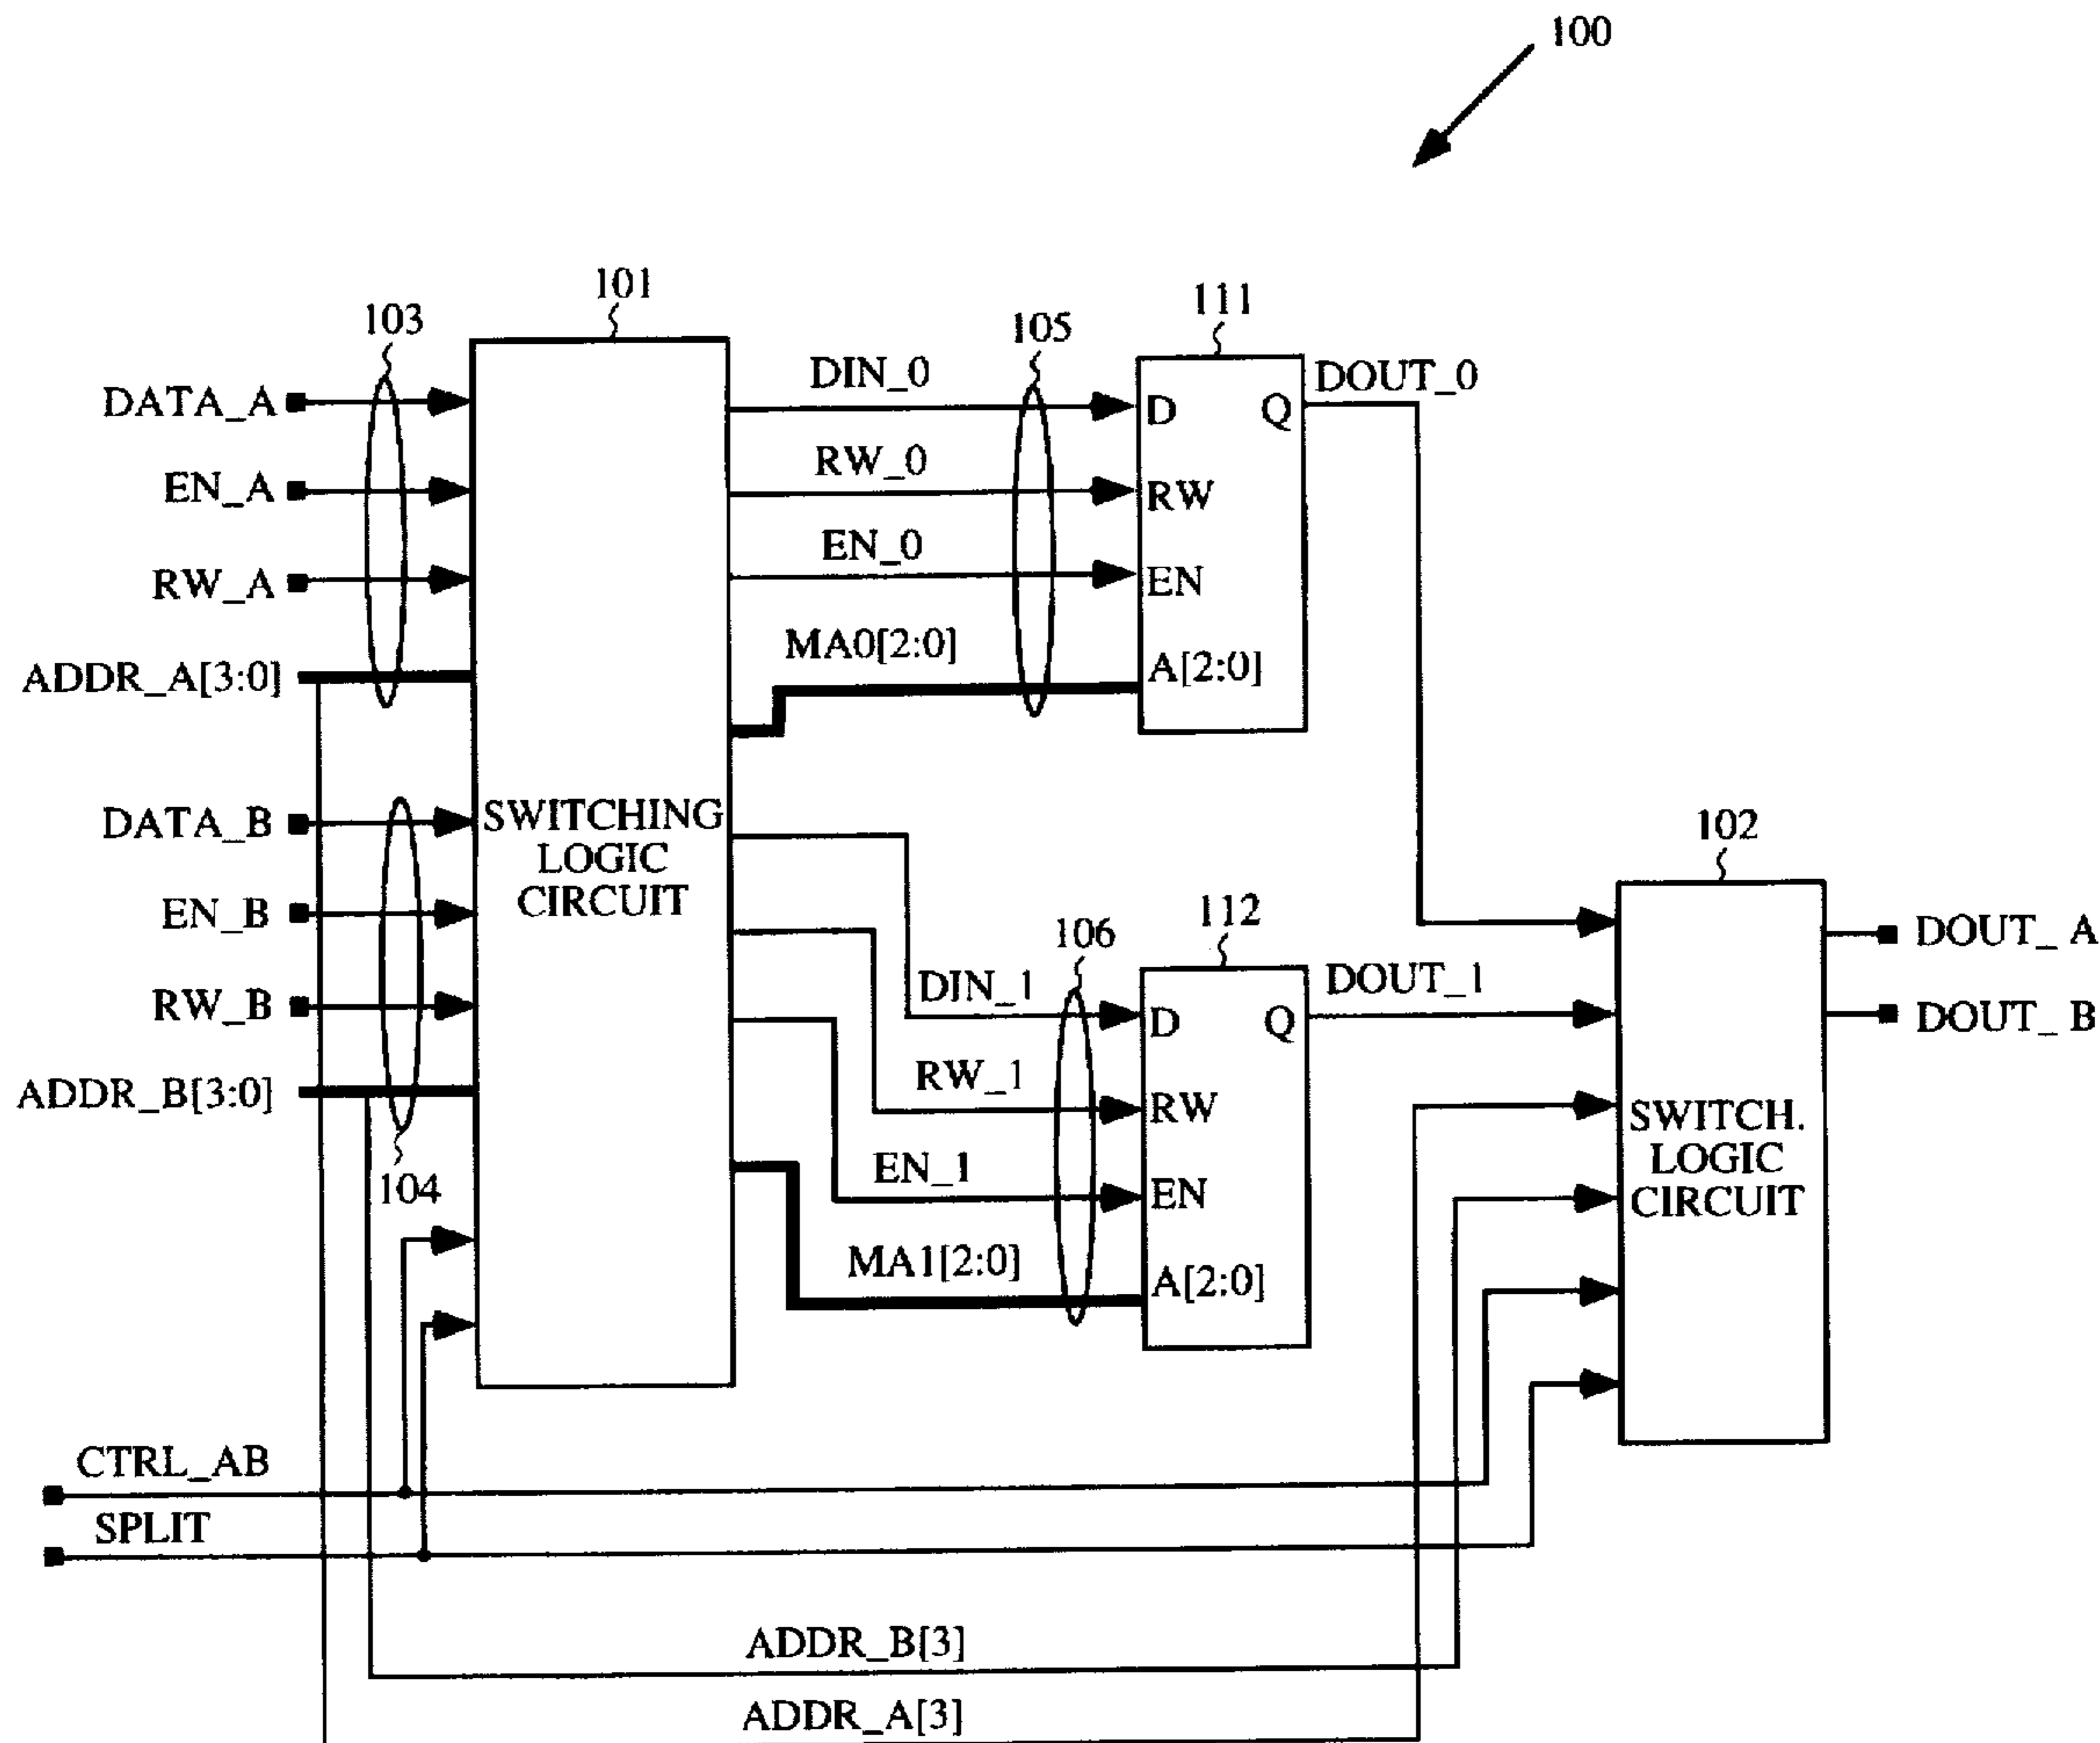 100
101
103
105
111
DATA_A
EN_A
RW_A
ADDR_A[3:0]
DIN_0
RW_0
EN_0
MA0[2:0]
D
Q
RW
EN
A[2:0]
DOUT_0
DATA_B
EN_B
RW_B
ADDR_B[3:0]
104
SWITCHING
LOGIC
CIRCUIT
106
112
DIN_1
RW_1
EN_1
MA1[2:0]
D
Q
RW
EN
A[2:0]
DOUT_1
102
SWITCH.
LOGIC
CIRCUIT
DOUT_ A
DOUT_ B
CTRL_AB
SPLIT
ADDR_B[3]
ADDR_A[3]